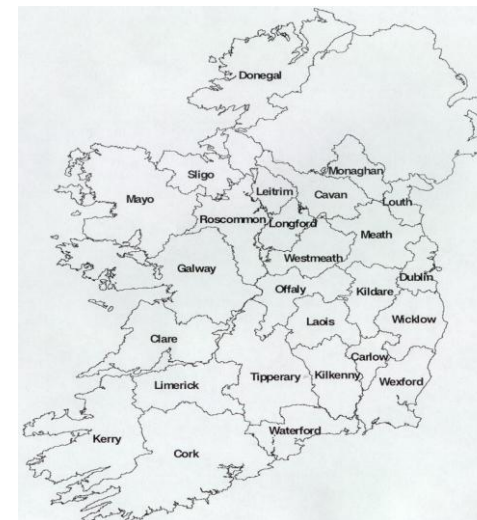 Donegal
Monaghan
Sligo
Leitrim
Cavan
Louth
Mayo
Roscommon
Longford
Meath
Westmeath
Galway
Dublin
Offaly
Kildare
Laois
Wicklow
Clare
Carlow
Limerick
Tipperary
Kilkenny
Wexford
Waterford
Kerry
Cork